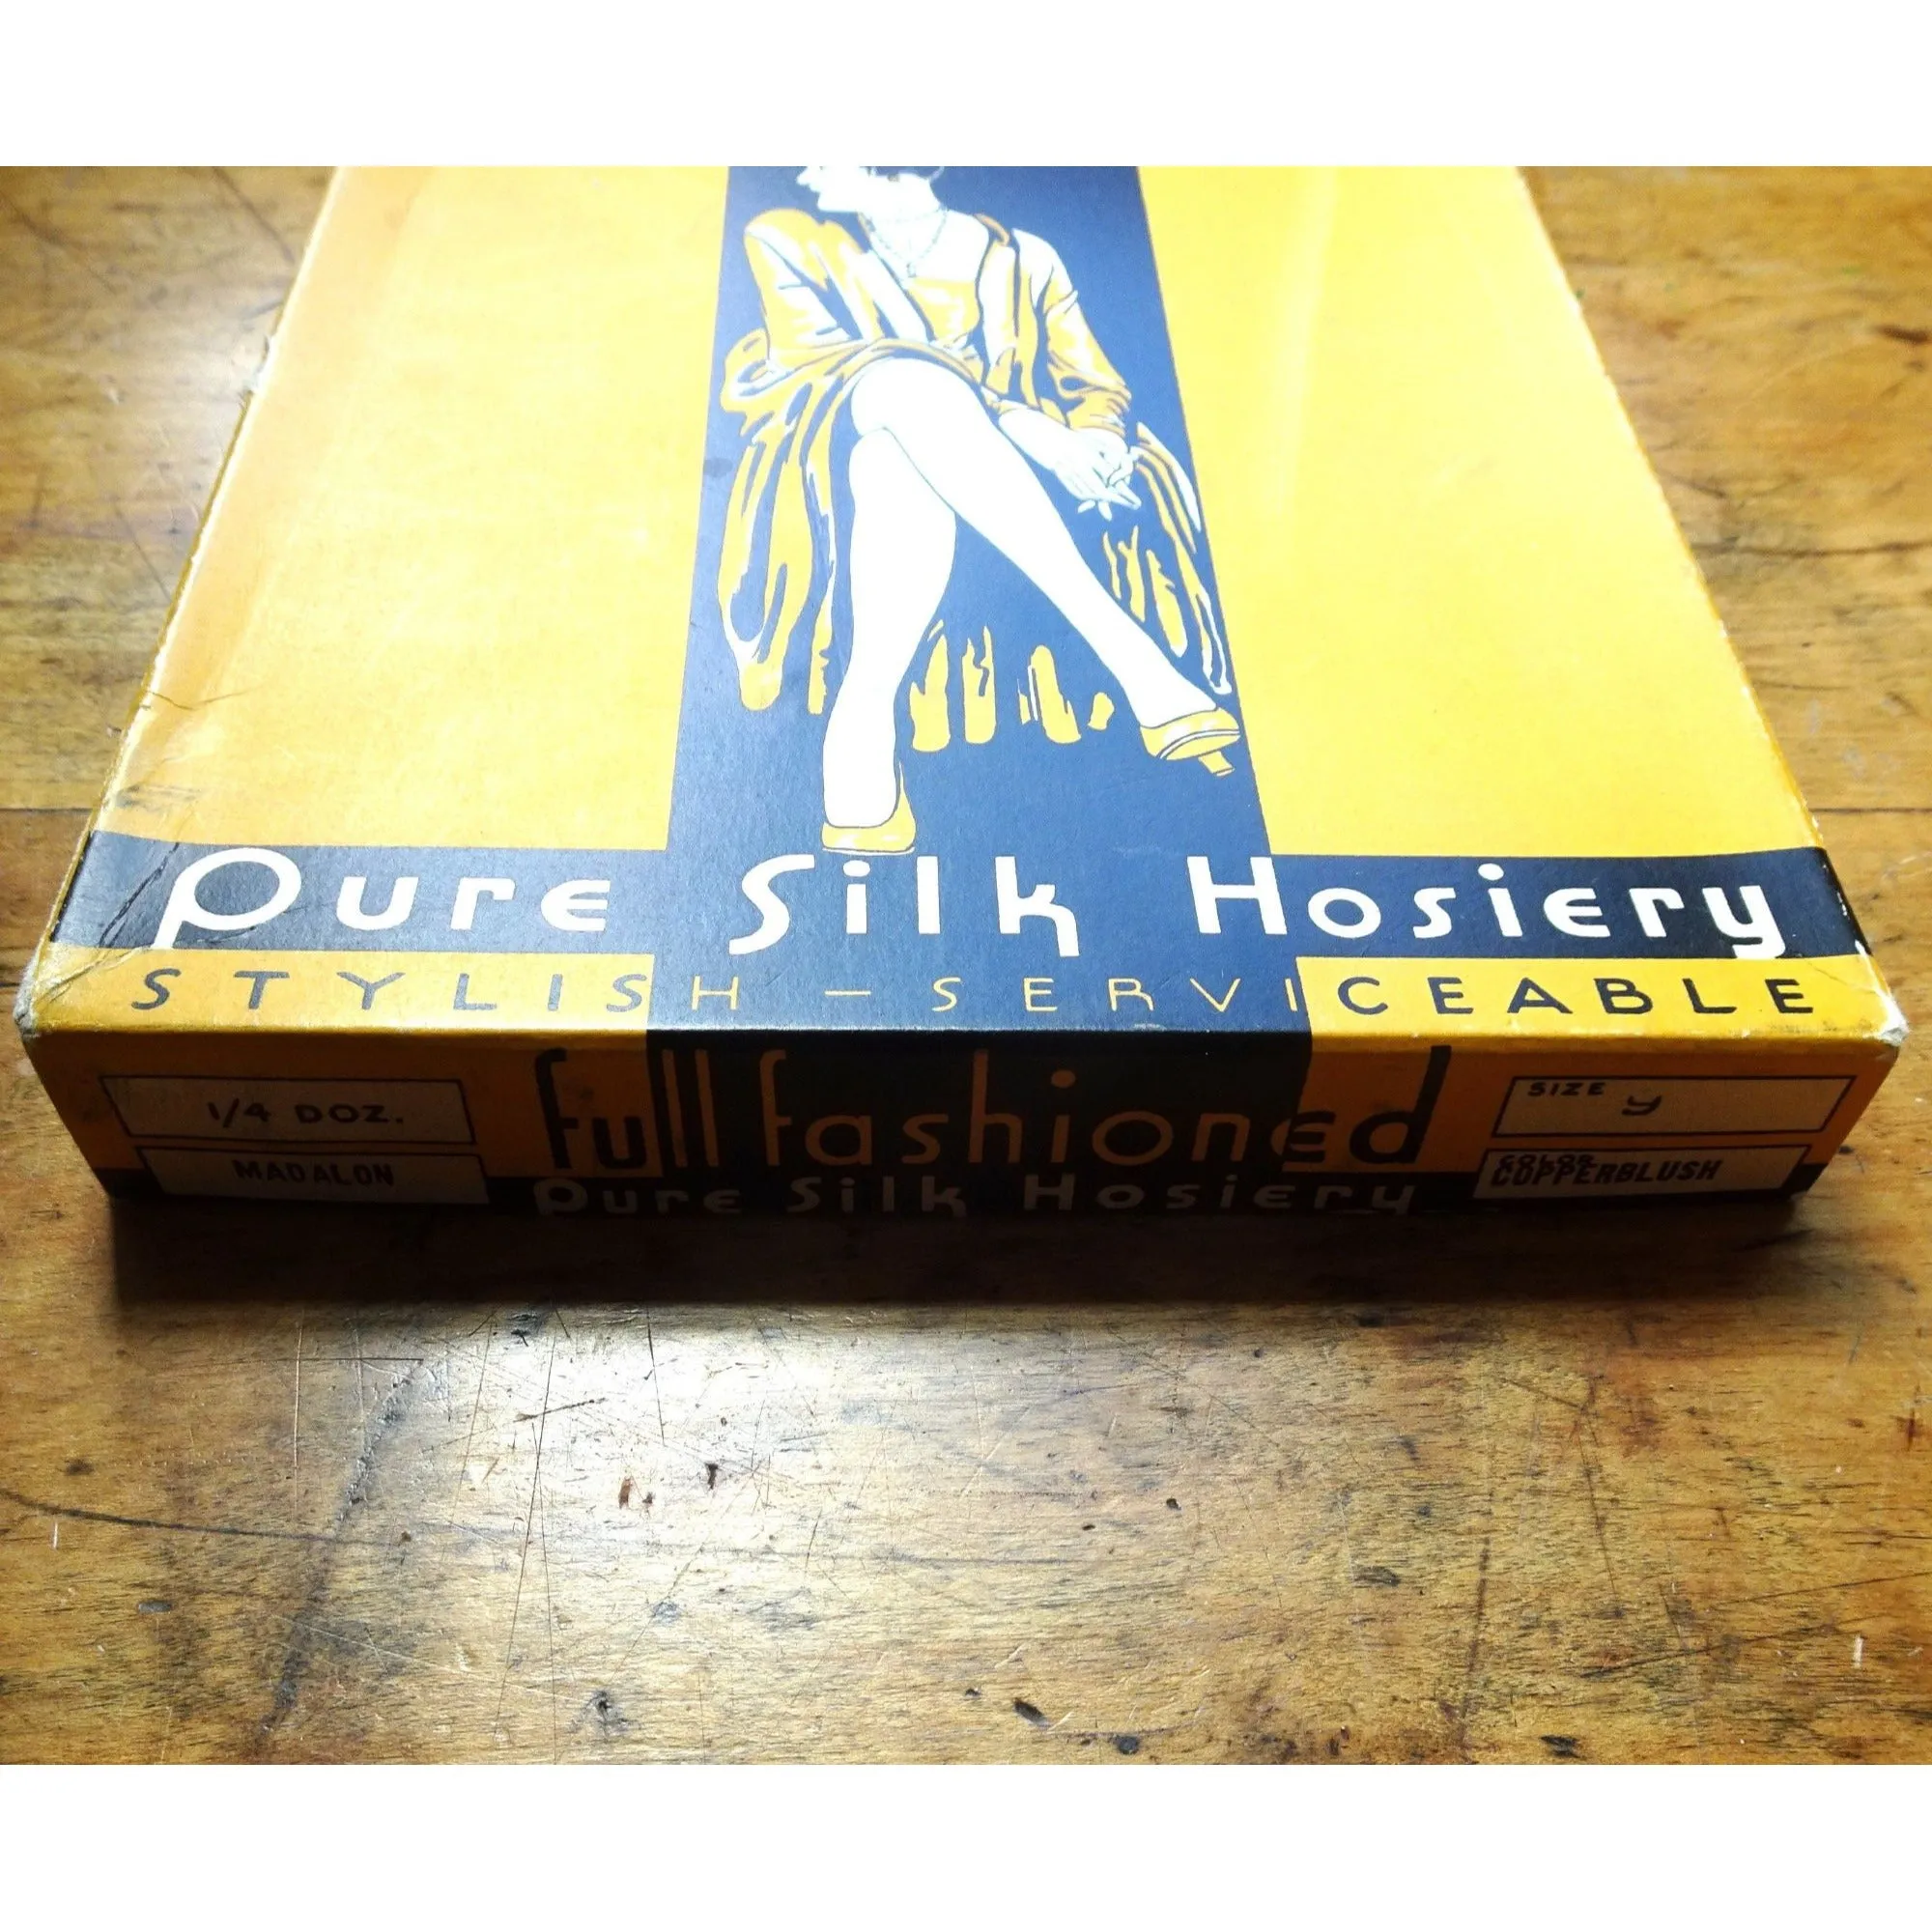 Pure Silk Hosiery
STYLISH — SERVICEABLE
full fashioned
Pure Silk Hosiery
1/4 DOZ.
MADALON
SIZE
COLOR
COPPERBLUSH